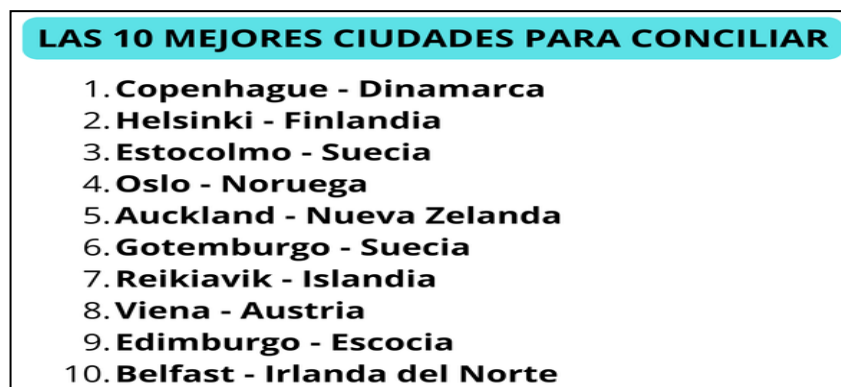 LAS 10 MEJORES CIUDADES PARA CONCILIAR
1. Copenhague - Dinamarca
2. Helsinki - Finlandia
3. Estocolmo - Suecia
4. Oslo - Noruega
5. Auckland - Nueva Zelanda
6. Gotemburgo - Suecia
7. Reikiavik - Islandia
8. Viena - Austria
9. Edimburgo - Escocia
10. Belfast - Irlanda del Norte